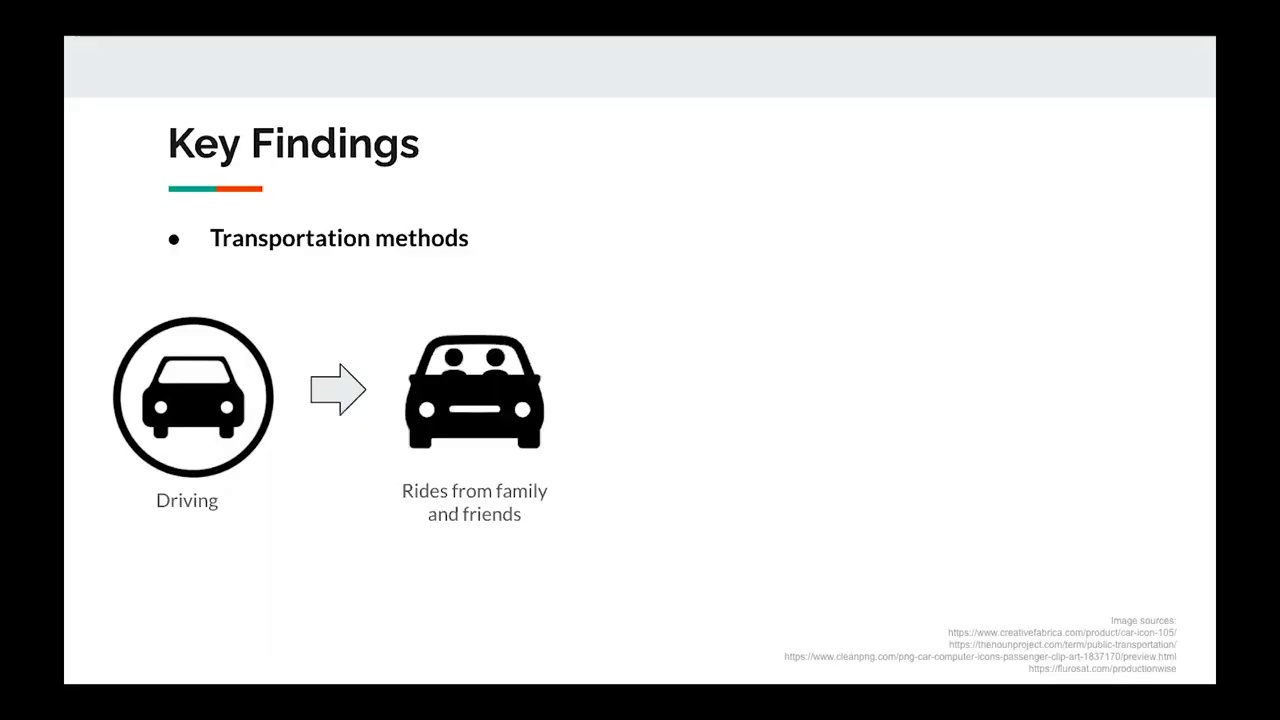 Key Findings
● Transportation methods
Driving
Rides from family
and friends
Image sources:
https://www.creativefabrica.com/product/car-icon-105/
https://thenounproject.com/term/public-transportation/
https://www.cleanpng.com/png-car-computer-icons-passenger-clip-art-1837170/preview.html
https://flurosat.com/productionwise